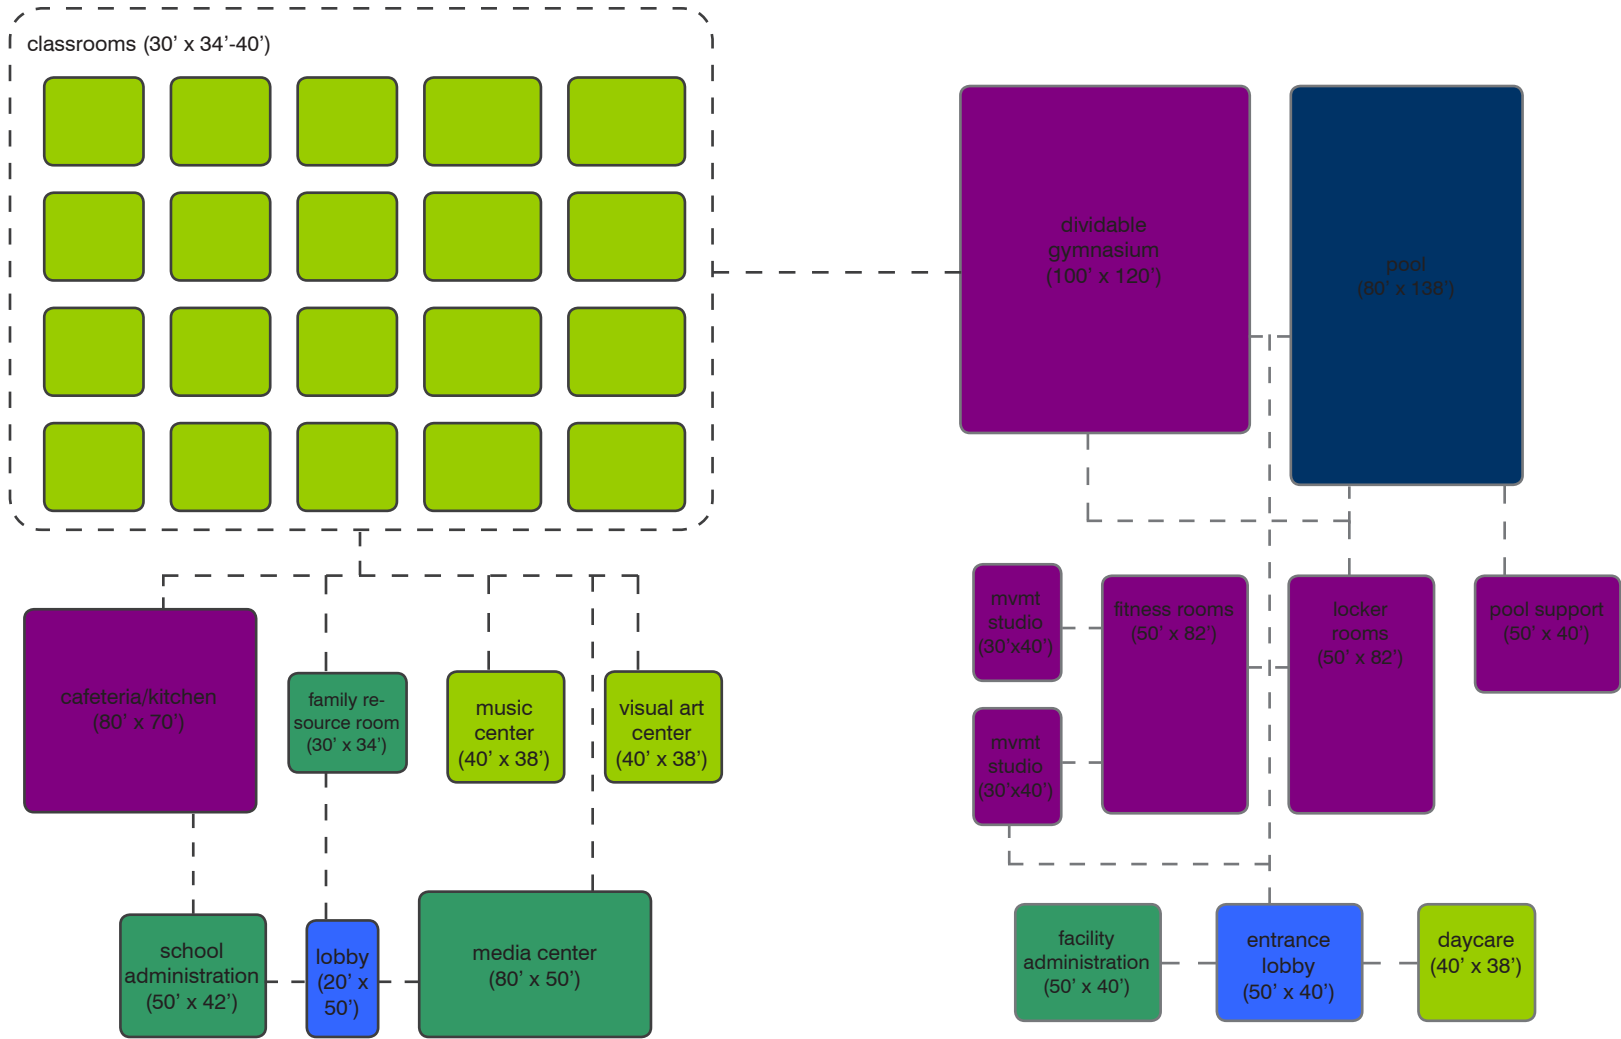 classrooms (30’ x 34’-40’)
dividable
gymnasium
(100’ x 120’)
pool
(80’ x 138’)
mvmt
studio
(30’x40’)
fitness rooms
(50’ x 82’)
locker
rooms
(50’ x 82’)
pool support
(50’ x 40’)
cafeteria/kitchen
(80’ x 70’)
family re-
source room
(30’ x 34’)
music
center
(40’ x 38’)
visual art
center
(40’ x 38’)
mvmt
studio
(30’x40’)
school
administration
(50’ x 42’)
lobby
(20’ x
50’)
media center
(80’ x 50’)
facility
administration
(50’ x 40’)
entrance
lobby
(50’ x 40’)
daycare
(40’ x 38’)